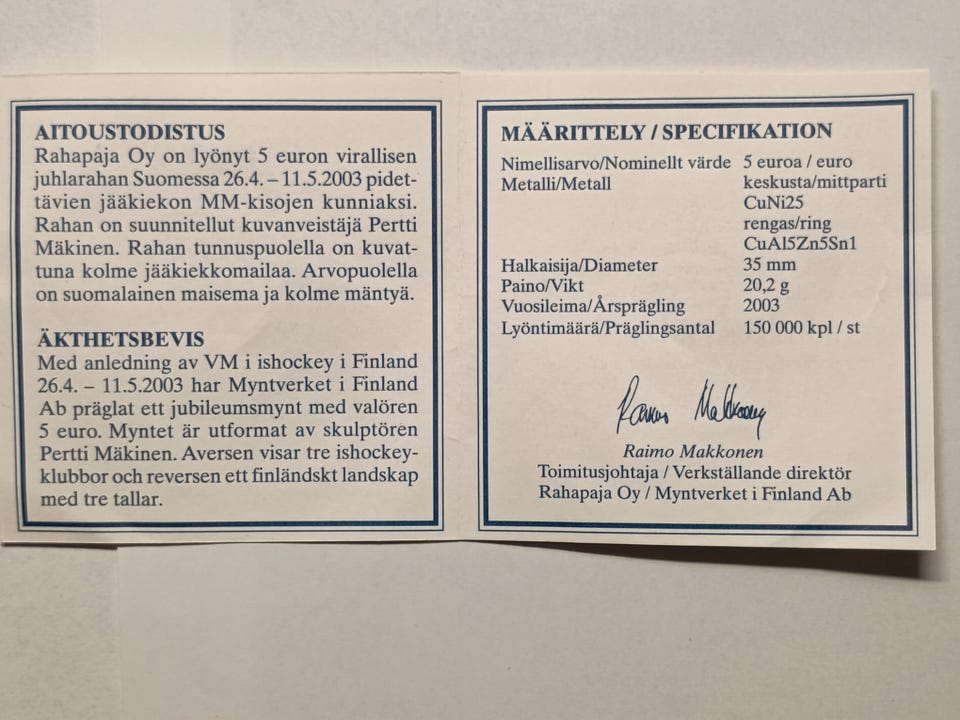 AITOUSTODISTUS
Rahapaja Oy on lyönyt 5 euron virallisen
juhlarahan Suomessa 26.4. – 11.5.2003 pidet-
tävien jääkiekon MM-kisojen kunniaksi.
Rahan on suunnitellut kuvanveistäjä Pertti
Mäkinen. Rahan tunnuspuolella on kuvat-
tuna kolme jääkiekkomailaa. Arvopuolella
on suomalainen maisema ja kolme mäntyä.
ÄKTHETSBEVIS
Med anledning av VM i ishockey i Finland
26.4. – 11.5.2003 har Myntverket i Finland
Ab präglat ett jubileumsmynt med valören
5 euro. Myntet är utformat av skulptören
Pertti Mäkinen. Aversen visar tre ishockey-
klubbor och reversen ett finländskt landskap
med tre tallar.
MÄÄRITTELY / SPECIFIKATION
Nimellisarvo/Nominellt värde 5 euroa / euro
Metalli/Metall keskusta/mittparti
CuNi25
rengas/ring
CuAl5Zn5Sn1
Halkaisija/Diameter 35 mm
Paino/Vikt 20,2 g
Vuosileima/Årsprägling 2003
Lyöntimäärä/Präglingsantal 150 000 kpl / st
Raimo Makkonen
Raimo Makkonen
Toimitusjohtaja / Verkställande direktör
Rahapaja Oy / Myntverket i Finland Ab